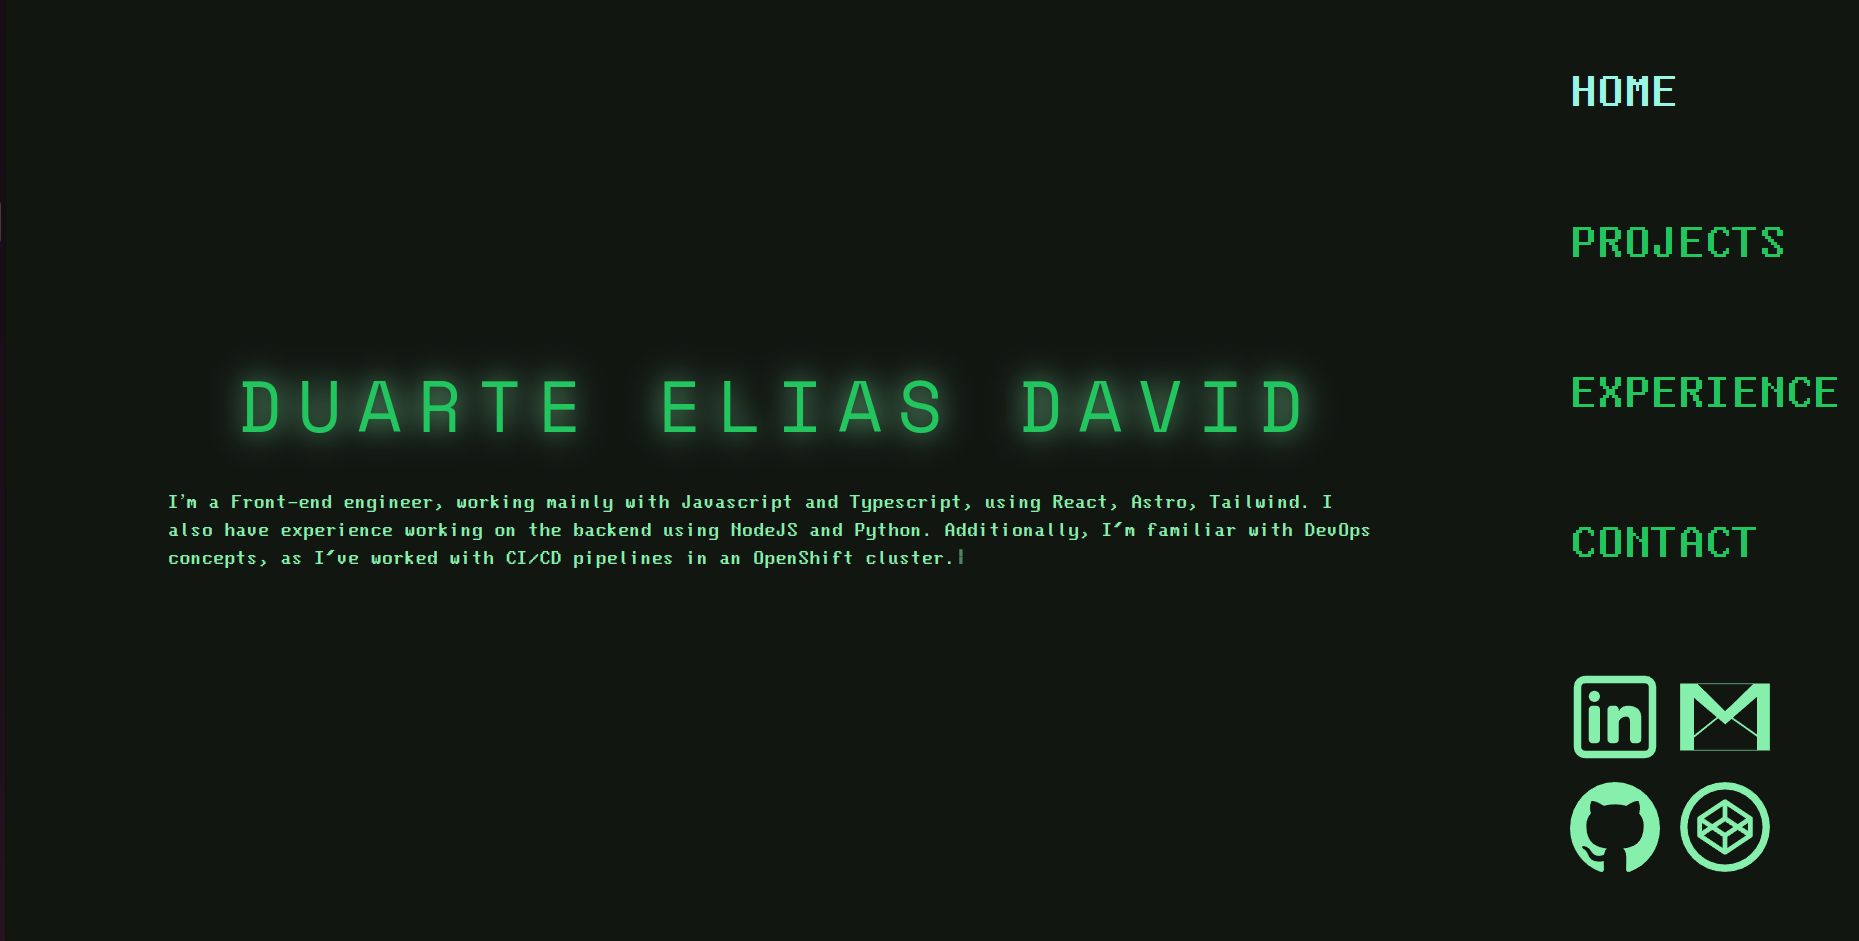 HOME
PROJECTS
EXPERIENCE
CONTACT
DUARTE ELIAS DAVID
I'm a Front-end engineer, working mainly with Javascript and Typescript, using React, Astro, Tailwind. I
also have experience working on the backend using NodeJS and Python. Additionally, I´m familiar with DevOps
concepts, as I´ve worked with CI/CD pipelines in an OpenShift cluster.
in